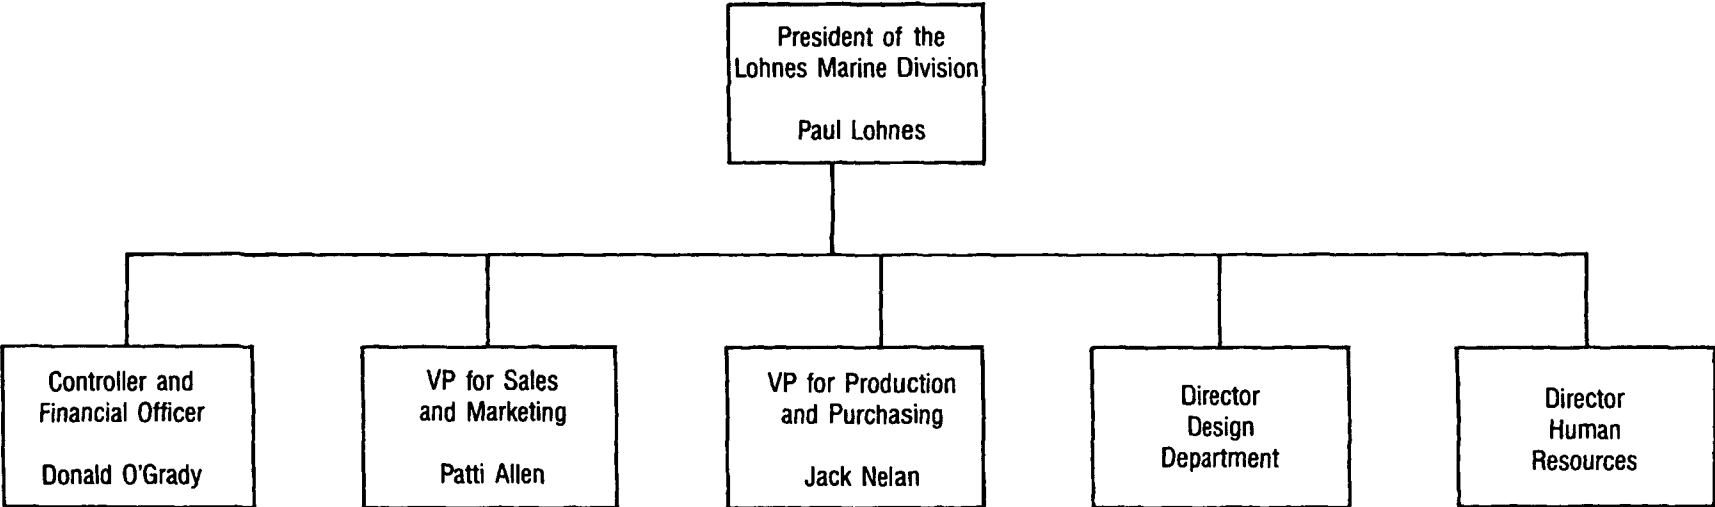 President of the
Lohnes Marine Division
Paul Lohnes
Controller and
Financial Officer
Donald O'Grady
VP for Sales
and Marketing
Patti Allen
VP for Production
and Purchasing
Jack Nelan
Director
Design
Department
Director
Human
Resources